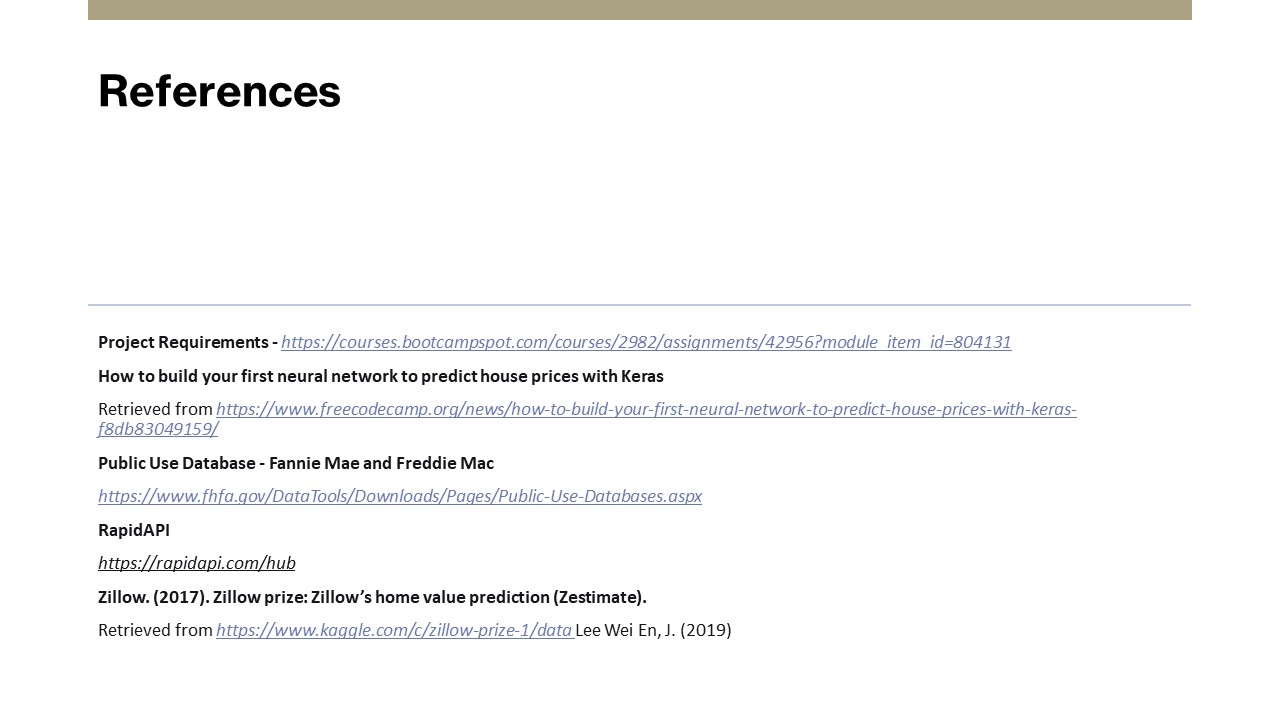 References
Project Requirements - https://courses.bootcampspot.com/courses/2982/assignments/42956?module_item_id=804131
How to build your first neural network to predict house prices with Keras
Retrieved from https://www.freecodecamp.org/news/how-to-build-your-first-neural-network-to-predict-house-prices-with-keras-
f8db83049159/
Public Use Database - Fannie Mae and Freddie Mac
https://www.fhfa.gov/DataTools/Downloads/Pages/Public-Use-Databases.aspx
RapidAPI
https://rapidapi.com/hub
Zillow. (2017). Zillow prize: Zillow’s home value prediction (Zestimate).
Retrieved from https://www.kaggle.com/c/zillow-prize-1/data Lee Wei En, J. (2019)